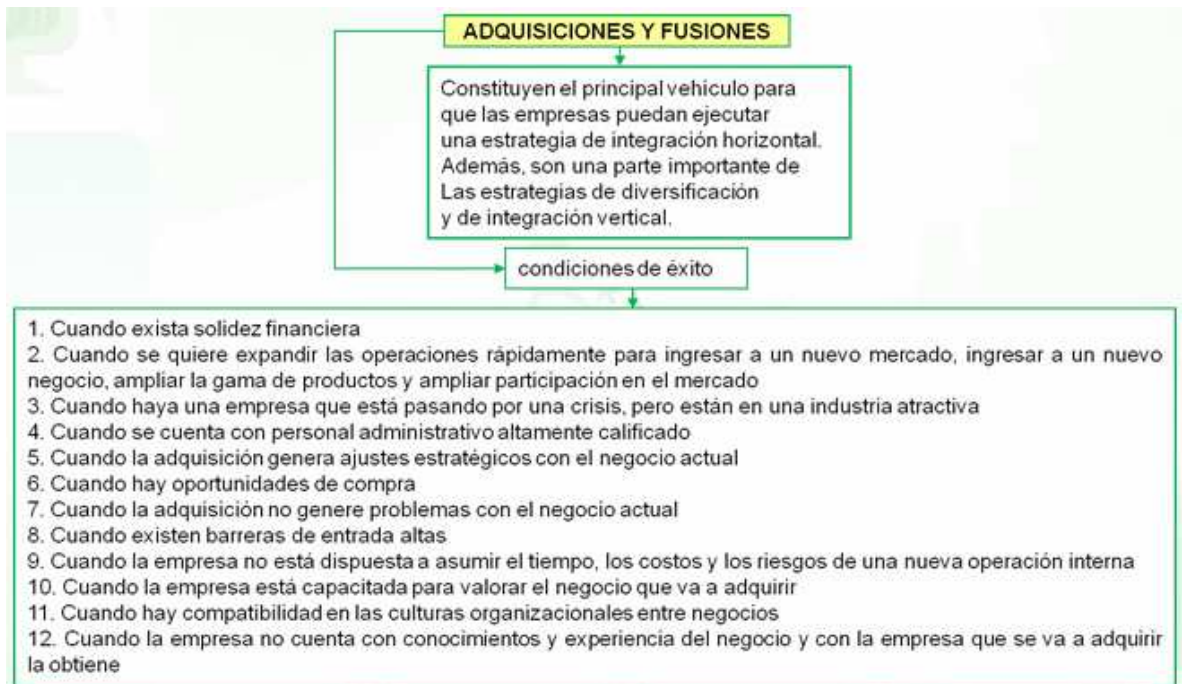 ADQUISICIONES Y FUSIONES
Constituyen el principal vehiculo para
que las empresas puedan ejecutar
una estrategia de integración horizontal.
Además, son una parte importante de
Las estrategias de diversificación
y de integración vertical.
condiciones de éxito
1. Cuando exista solidez financiera
2. Cuando se quiere expandir las operaciones rápidamente para ingresar a un nuevo mercado, ingresar a un nuevo
negocio, ampliar la gama de productos y ampliar participación en el mercado
3. Cuando haya una empresa que está pasando por una crisis, pero están en una industria atractiva
4. Cuando se cuenta con personal administrativo altamente calificado
5. Cuando la adquisición genera ajustes estratégicos con el negocio actual
6. Cuando hay oportunidades de compra
7. Cuando la adquisición no genere problemas con el negocio actual
8. Cuando existen barreras de entrada altas
9. Cuando la empresa no está dispuesta a asumir el tiempo, los costos y los riesgos de una nueva operación interna
10. Cuando la empresa está capacitada para valorar el negocio que va a adquirir
11. Cuando hay compatibilidad en las culturas organizacionales entre negocios
12. Cuando la empresa no cuenta con conocimientos y experiencia del negocio y con la empresa que se va a adquirir
la obtiene